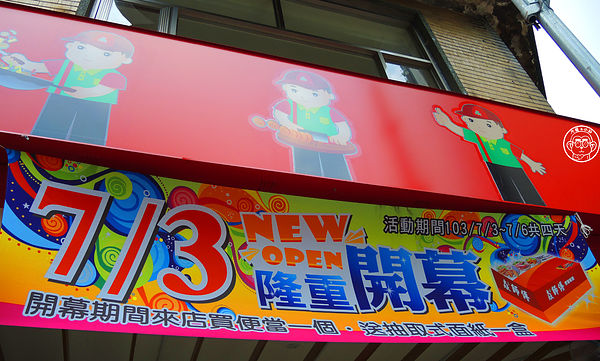 活動期間103/7/3~7/6共四天
7/3
NEW
OPEN
隆重開幕
開幕期間來店買便當一個，送抽取式面紙一盒